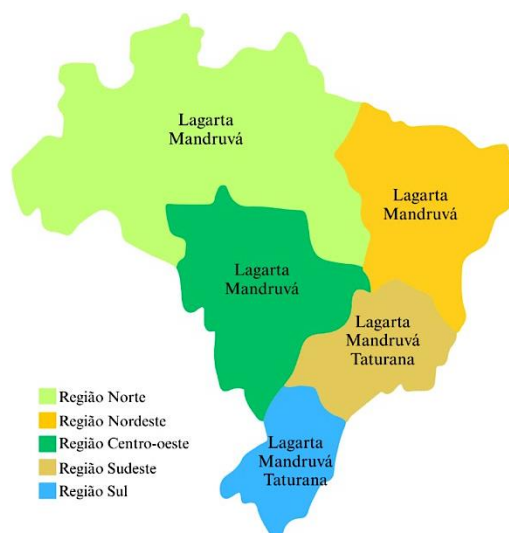 Lagarta
Mandruvá
Lagarta
Mandruvá
Lagarta
Mandruvá
Lagarta
Mandruvá
Taturana
Lagarta
Mandruvá
Taturana
Região Norte
Região Nordeste
Região Centro-oeste
Região Sudeste
Região Sul